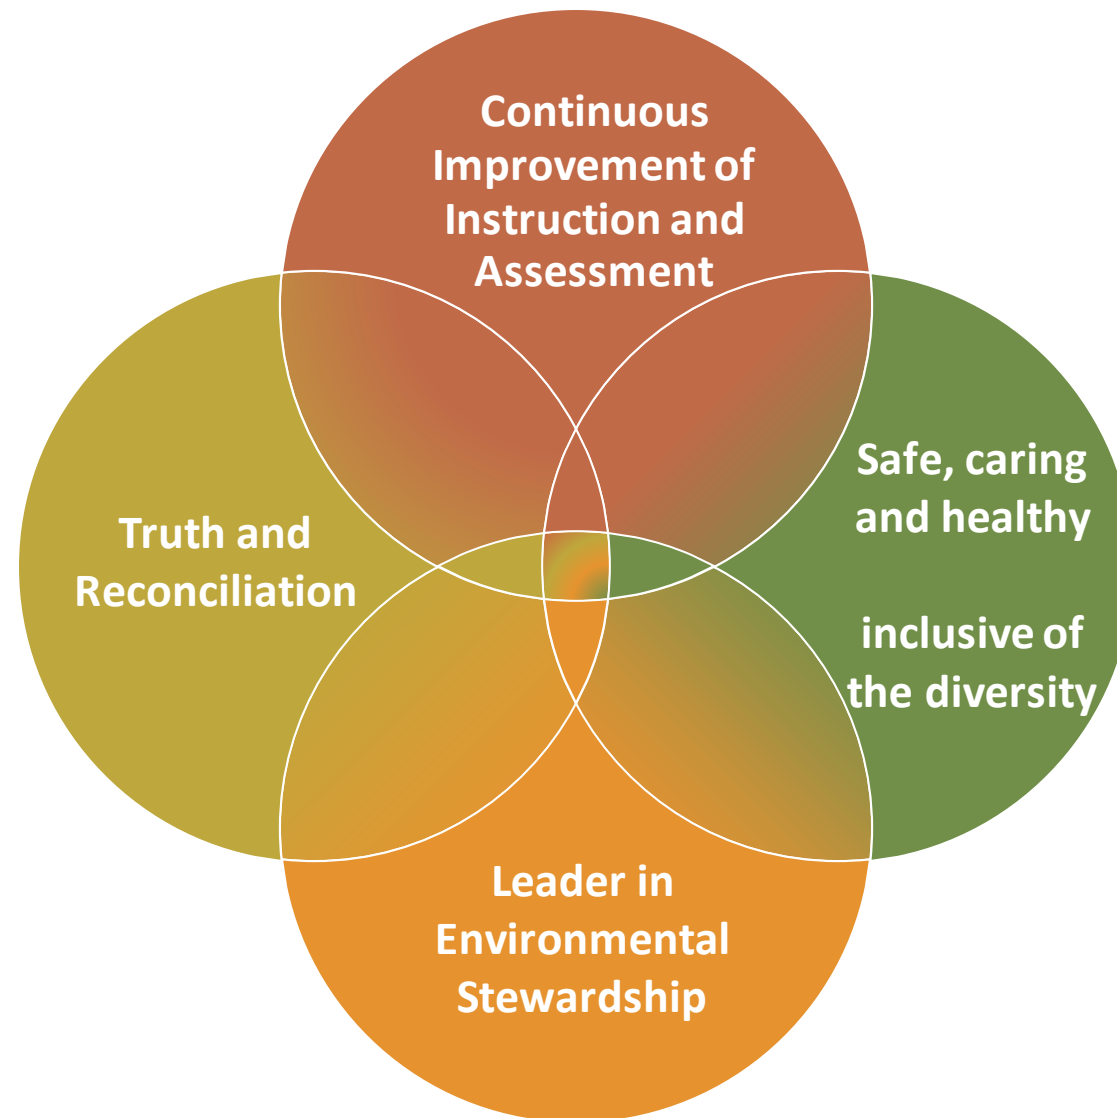 Continuous
Improvement of
Instruction and
Assessment
Safe, caring
and healthy
inclusive of
the diversity
Truth and
Reconciliation
Leader in
Environmental
Stewardship